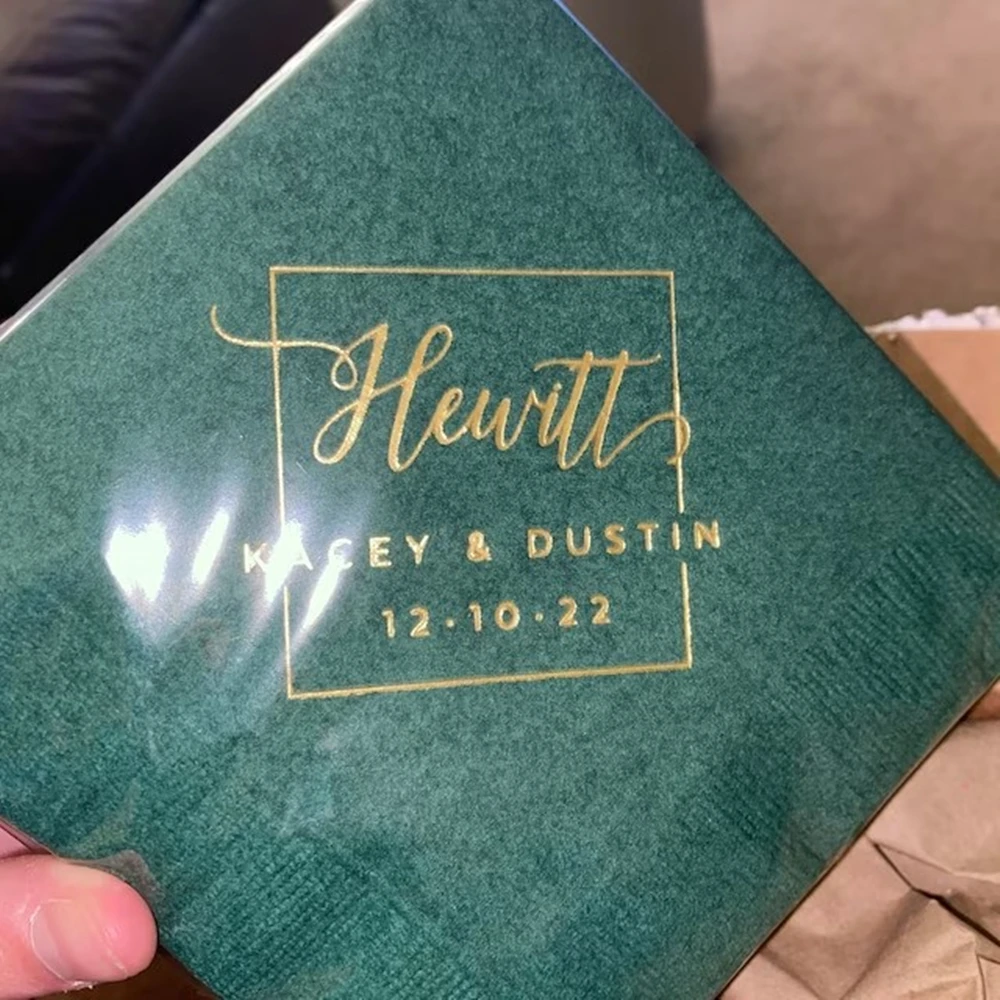 Hewitt
KACEY & DUSTIN
12·10·22